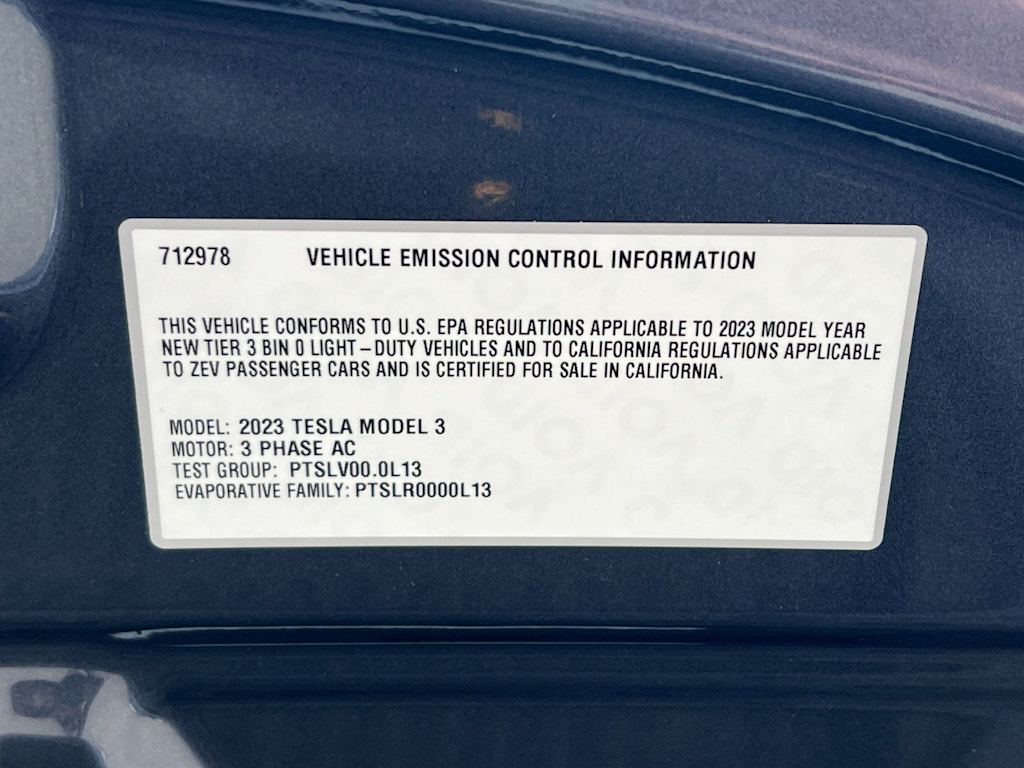 712978 VEHICLE EMISSION CONTROL INFORMATION
THIS VEHICLE CONFORMS TO U.S. EPA REGULATIONS APPLICABLE TO 2023 MODEL YEAR
NEW TIER 3 BIN 0 LIGHT-DUTY VEHICLES AND TO CALIFORNIA REGULATIONS APPLICABLE
TO ZEV PASSENGER CARS AND IS CERTIFIED FOR SALE IN CALIFORNIA.
MODEL: 2023 TESLA MODEL 3
MOTOR: 3 PHASE AC
TEST GROUP: PTSLV00.0L13
EVAPORATIVE FAMILY: PTSLR0000L13